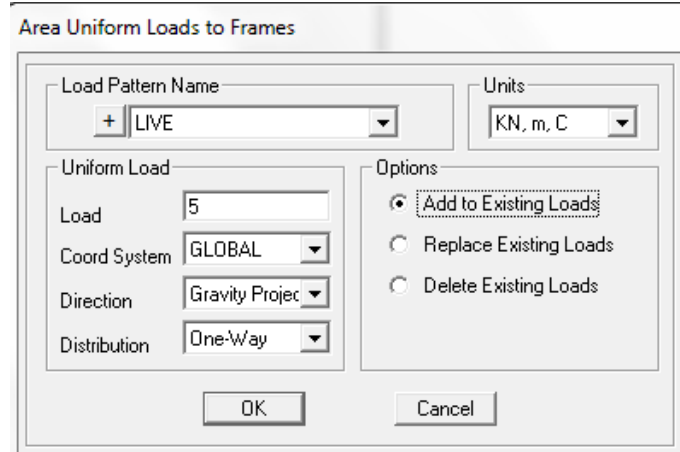 Area Uniform Loads to Frames
Load Pattern Name
+ LIVE
Units
KN, m, C
Uniform Load
Load 5
Coord System GLOBAL
Direction Gravity Projec
Distribution One-Way
Options
Add to Existing Loads
Replace Existing Loads
Delete Existing Loads
OK
Cancel